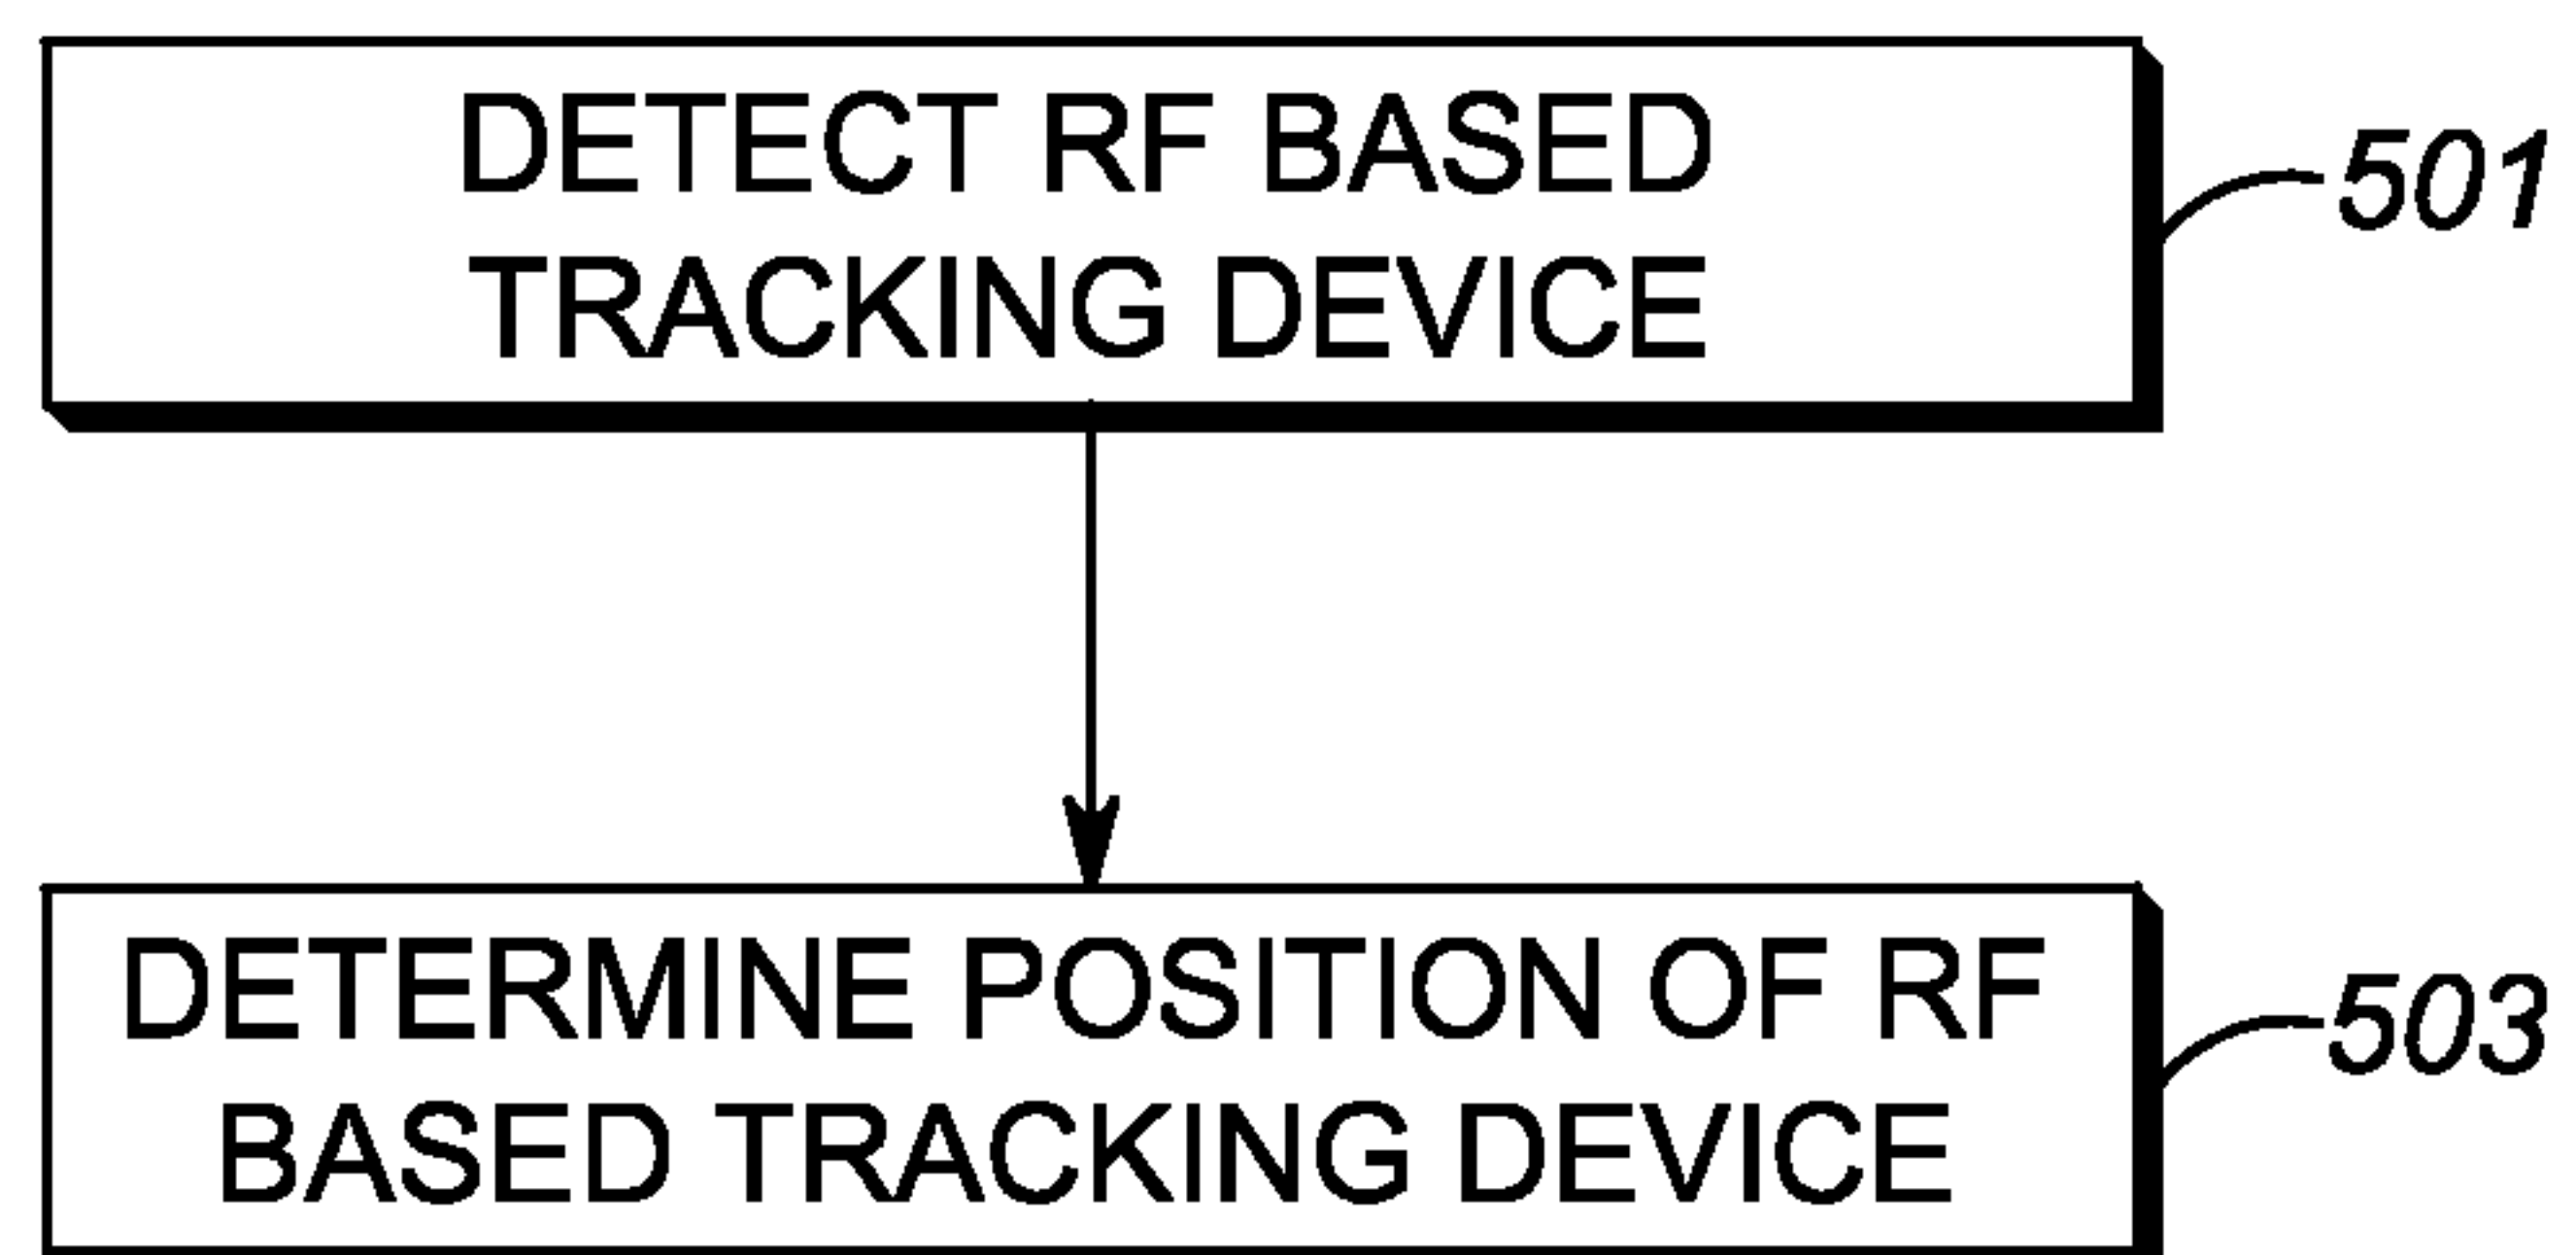 DETECT RF BASED
TRACKING DEVICE
501
DETERMINE POSITION OF RF
BASED TRACKING DEVICE
503